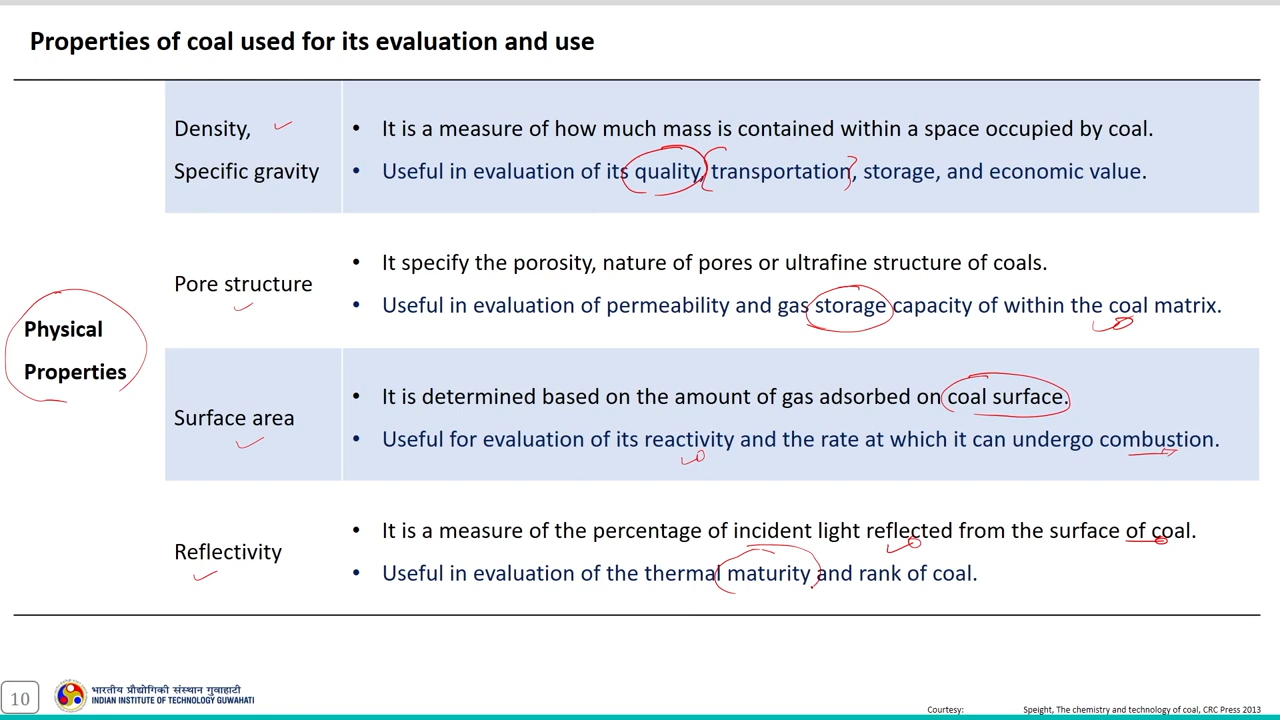 Properties of coal used for its evaluation and use
Physical
Properties
Density,
Specific gravity
• It is a measure of how much mass is contained within a space occupied by coal.
• Useful in evaluation of its quality, transportation, storage, and economic value.
Pore structure
• It specify the porosity, nature of pores or ultrafine structure of coals.
• Useful in evaluation of permeability and gas storage capacity of within the coal matrix.
Surface area
• It is determined based on the amount of gas adsorbed on coal surface.
• Useful for evaluation of its reactivity and the rate at which it can undergo combustion.
Reflectivity
• It is a measure of the percentage of incident light reflected from the surface of coal.
• Useful in evaluation of the thermal maturity and rank of coal.
10
भारतीय प्रौद्योगिकी संस्थान गुवाहाटी
INDIAN INSTITUTE OF TECHNOLOGY GUWAHATI
Courtesy: Speight, The chemistry and technology of coal, CRC Press 2013